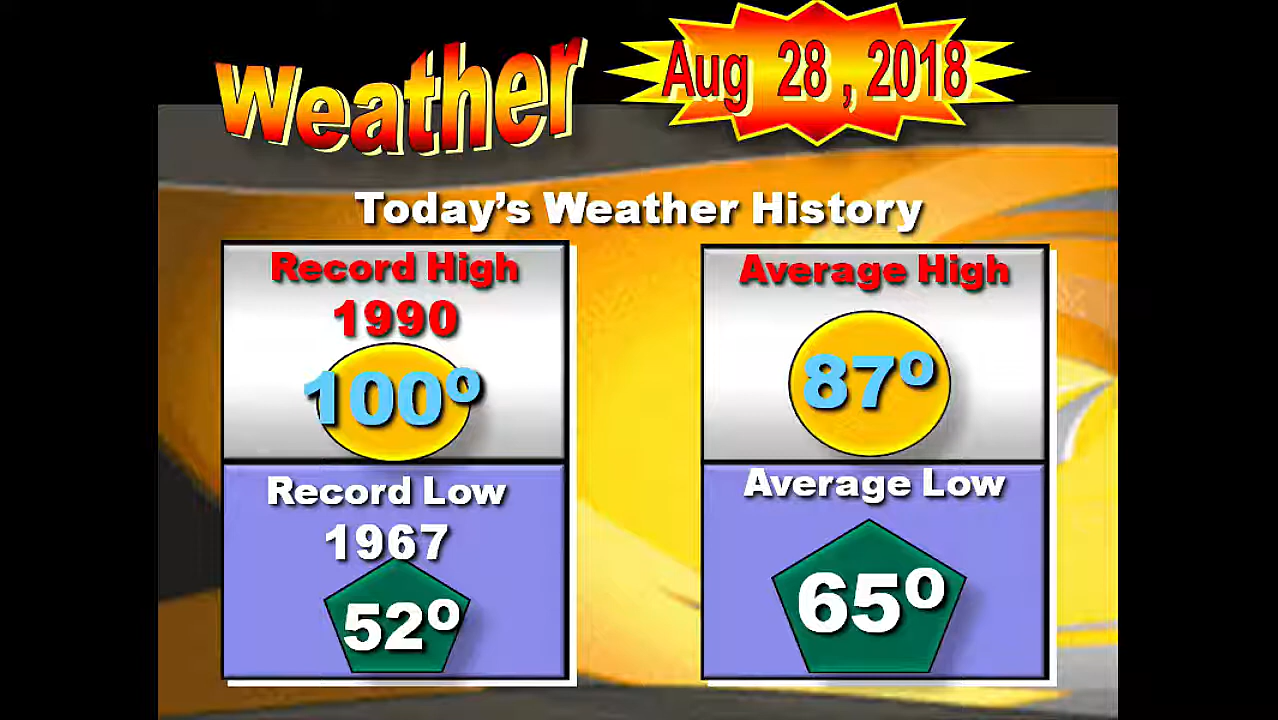 Weather
Aug 28 , 2018
Today's Weather History
Record High
1990
100º
Average High
87º
Record Low
1967
52º
Average Low
65º